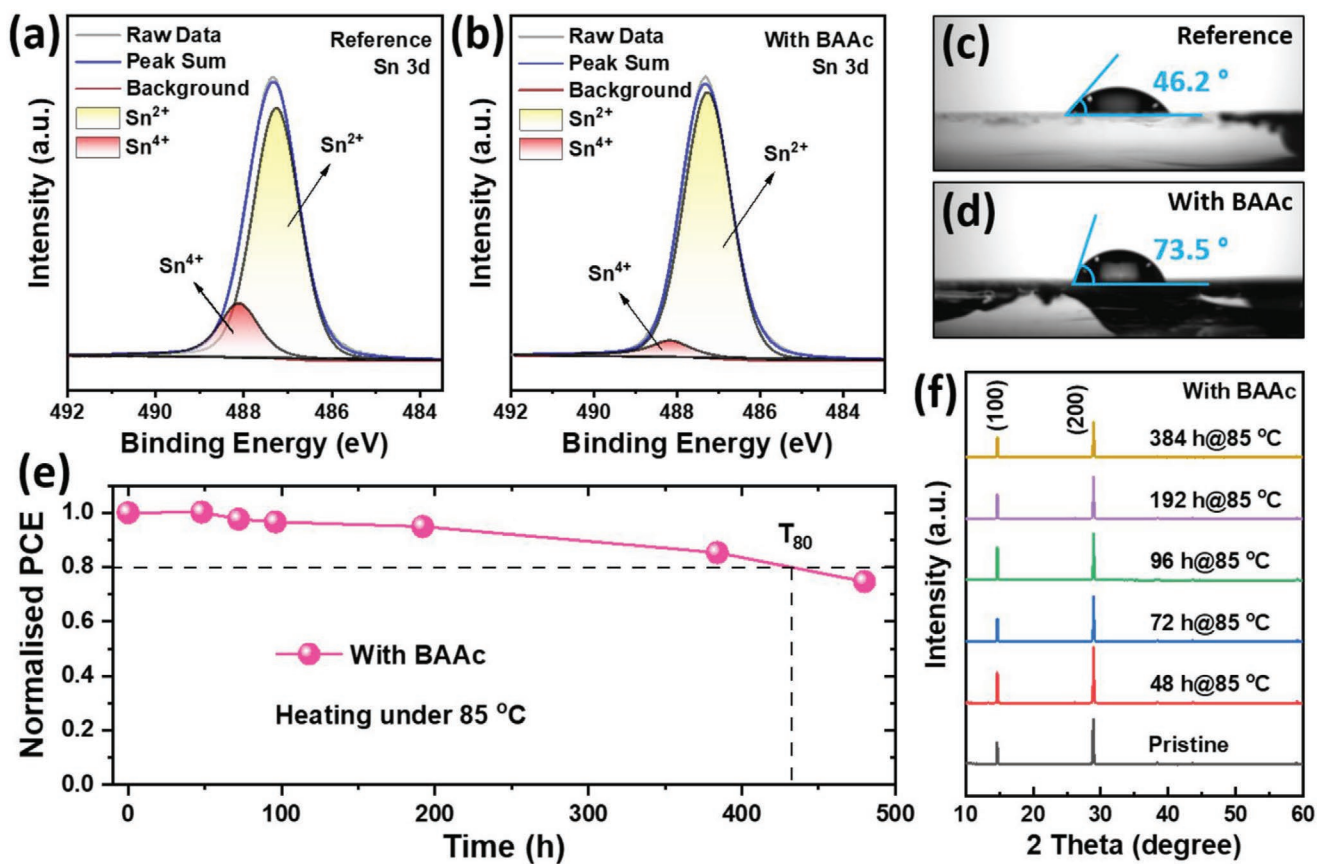 (a)
Raw Data
Peak Sum
Background
Sn²⁺
Sn⁴⁺
Reference
Sn 3d
Sn²⁺
Sn⁴⁺
Intensity (a.u.)
492 490 488 486 484
Binding Energy (eV)
(b)
Raw Data
Peak Sum
Background
Sn²⁺
Sn⁴⁺
With BAAc
Sn 3d
Sn²⁺
Sn⁴⁺
Intensity (a.u.)
492 490 488 486 484
Binding Energy (eV)
(c)
Reference
46.2 °
(d)
With BAAc
73.5 °
(e)
Normalised PCE
1.0
0.8
0.6
0.4
0.2
0.0
T₈₀
With BAAc
Heating under 85 °C
0 100 200 300 400 500
Time (h)
(f)
With BAAc
(100)
(200)
384 h@85 °C
192 h@85 °C
96 h@85 °C
72 h@85 °C
48 h@85 °C
Pristine
Intensity (a.u.)
10 20 30 40 50 60
2 Theta (degree)